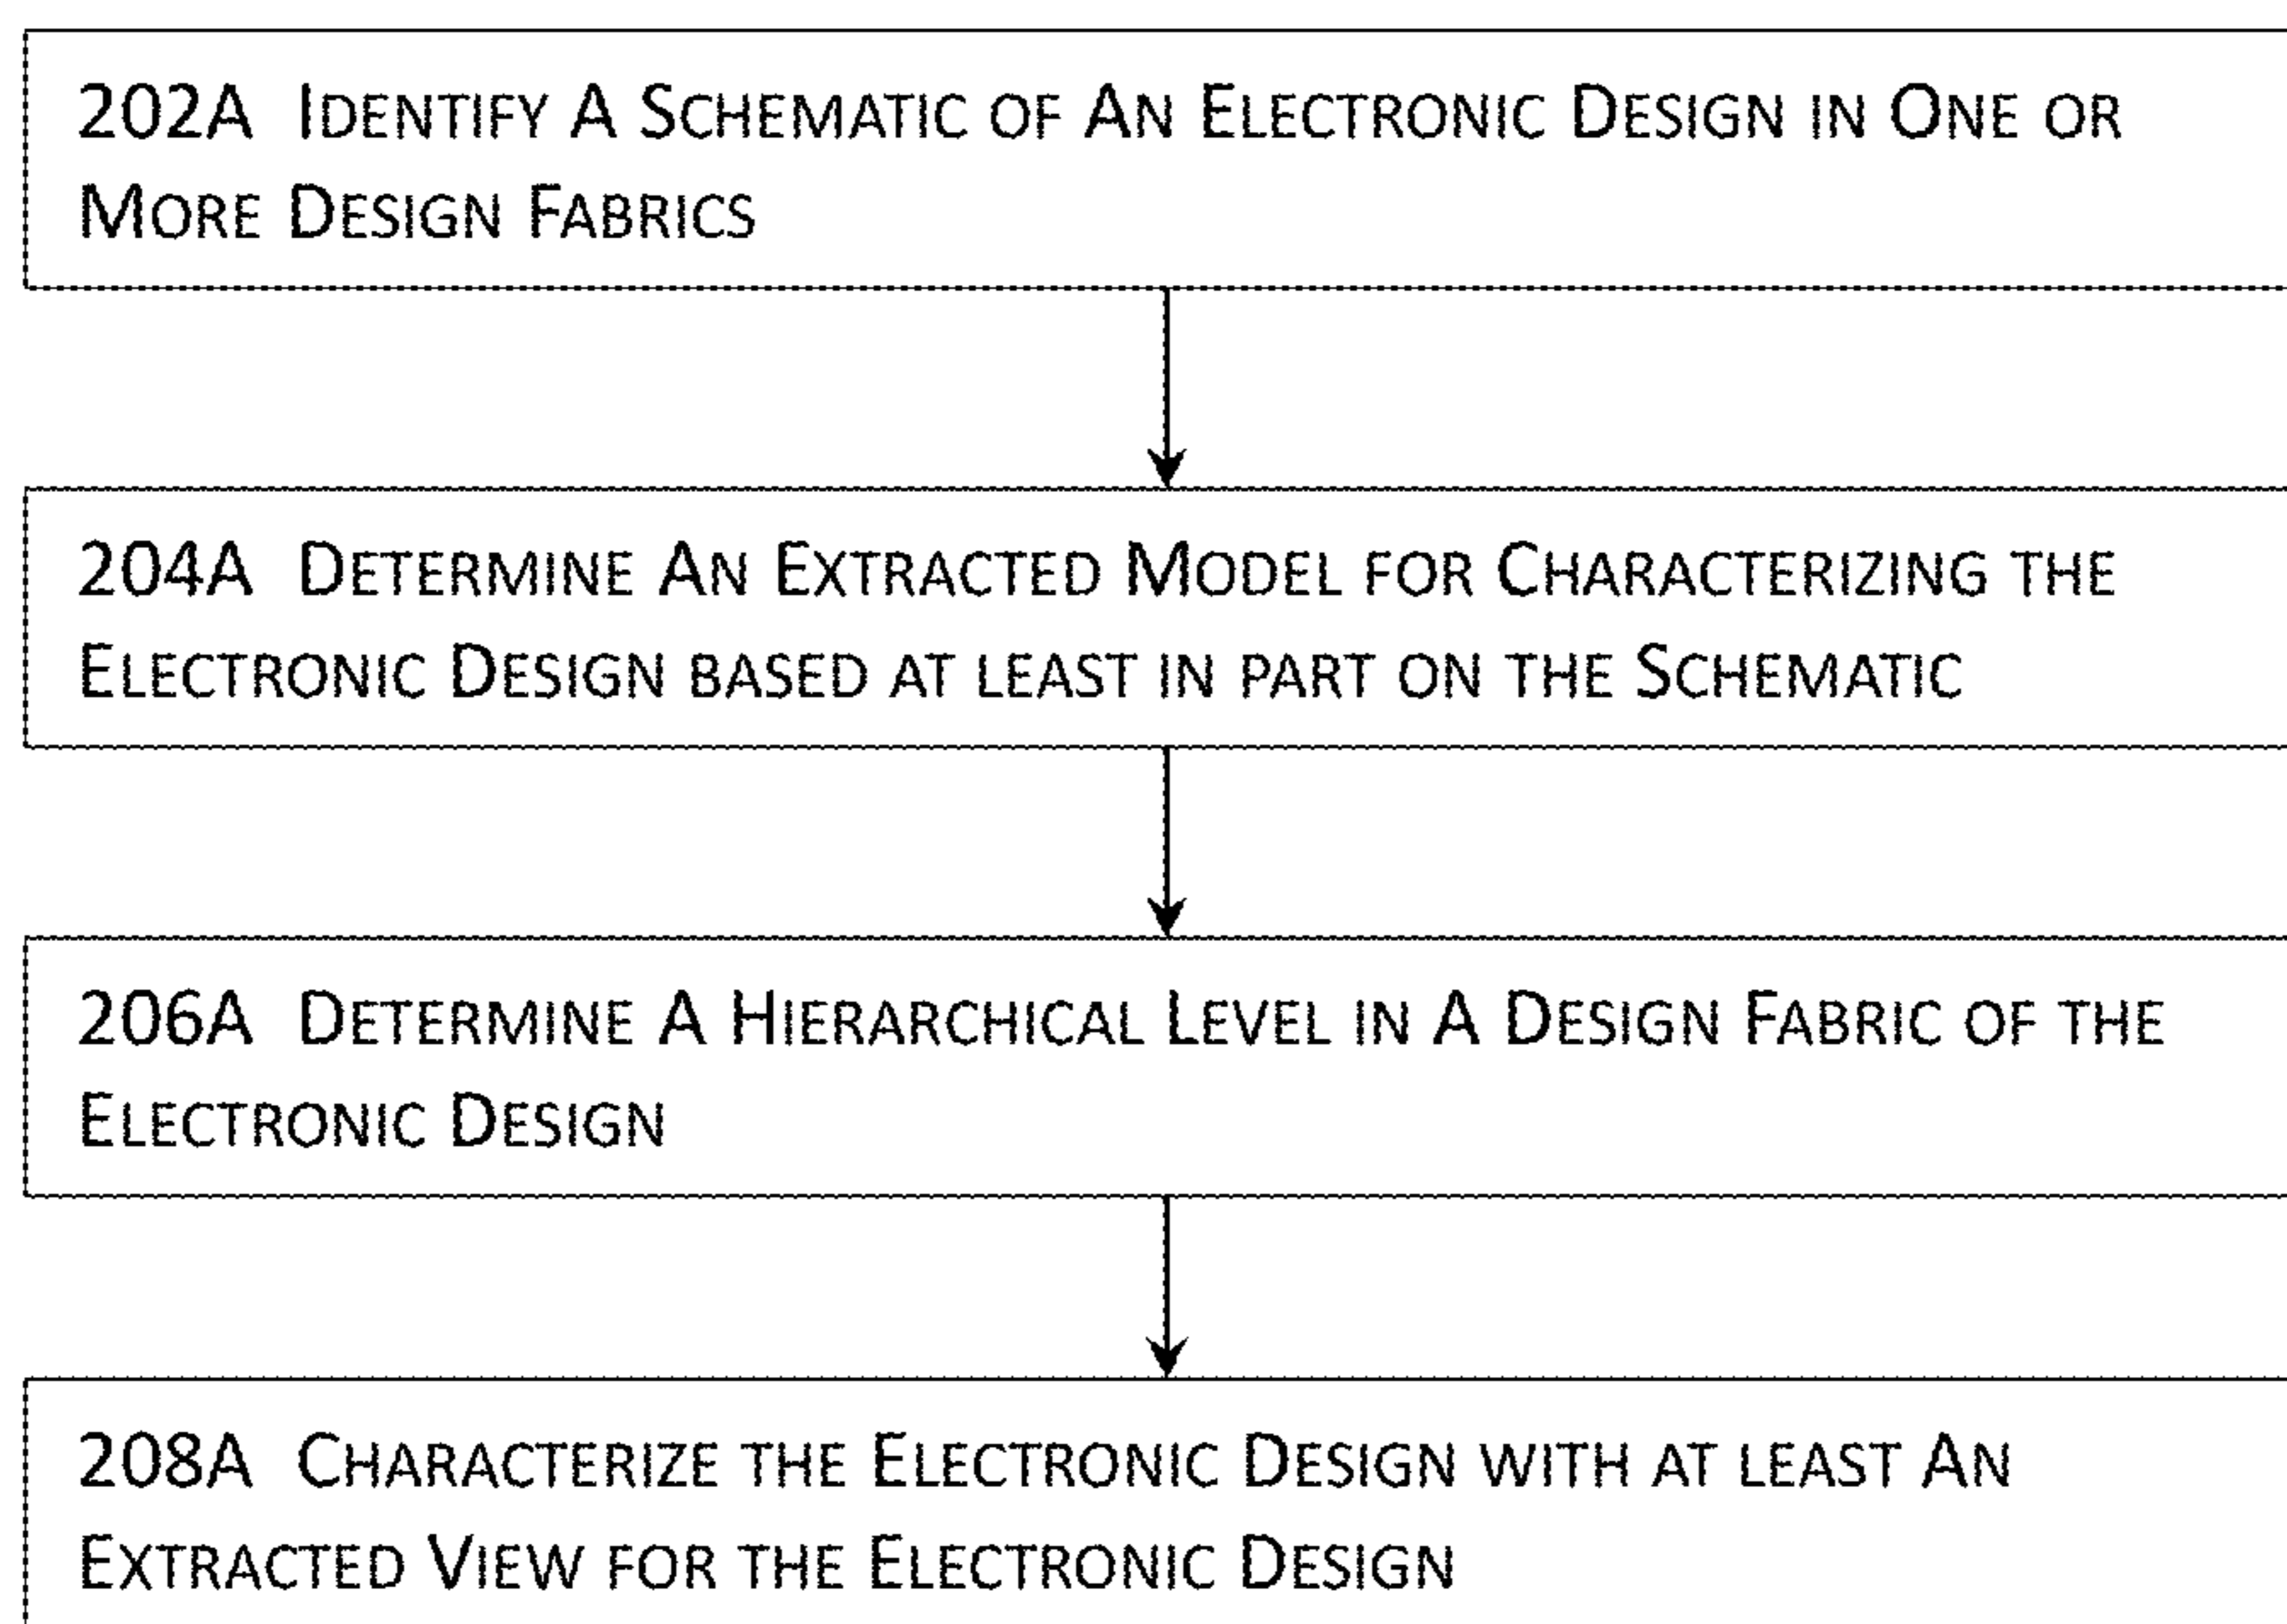 202A Identify A Schematic of An Electronic Design in One or
More Design Fabrics
204A Determine An Extracted Model for Characterizing the
Electronic Design based at least in part on the Schematic
206A Determine A Hierarchical Level in A Design Fabric of the
Electronic Design
208A Characterize the Electronic Design with at least An
Extracted View for the Electronic Design